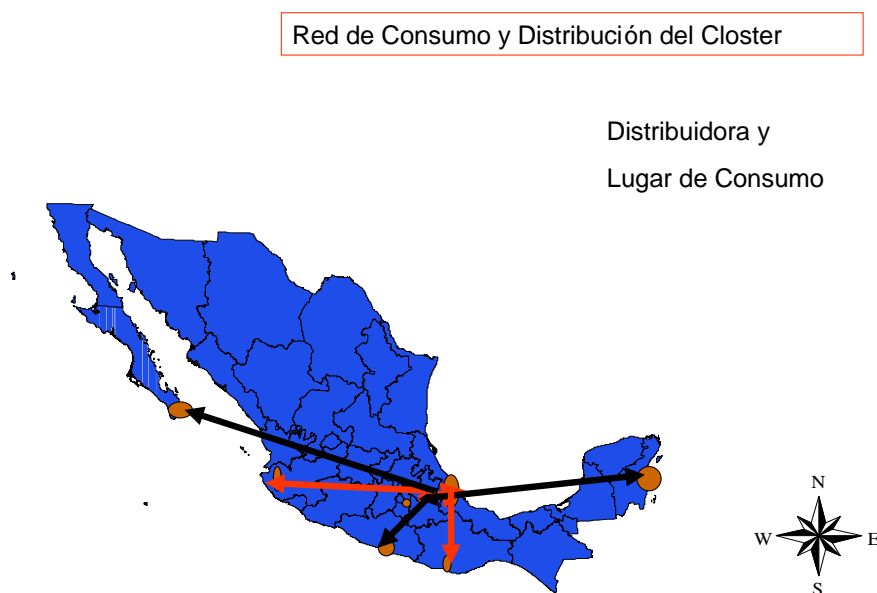 Red de Consumo y Distribución del Closter
Distribuidora y
Lugar de Consumo
N
W
E
S